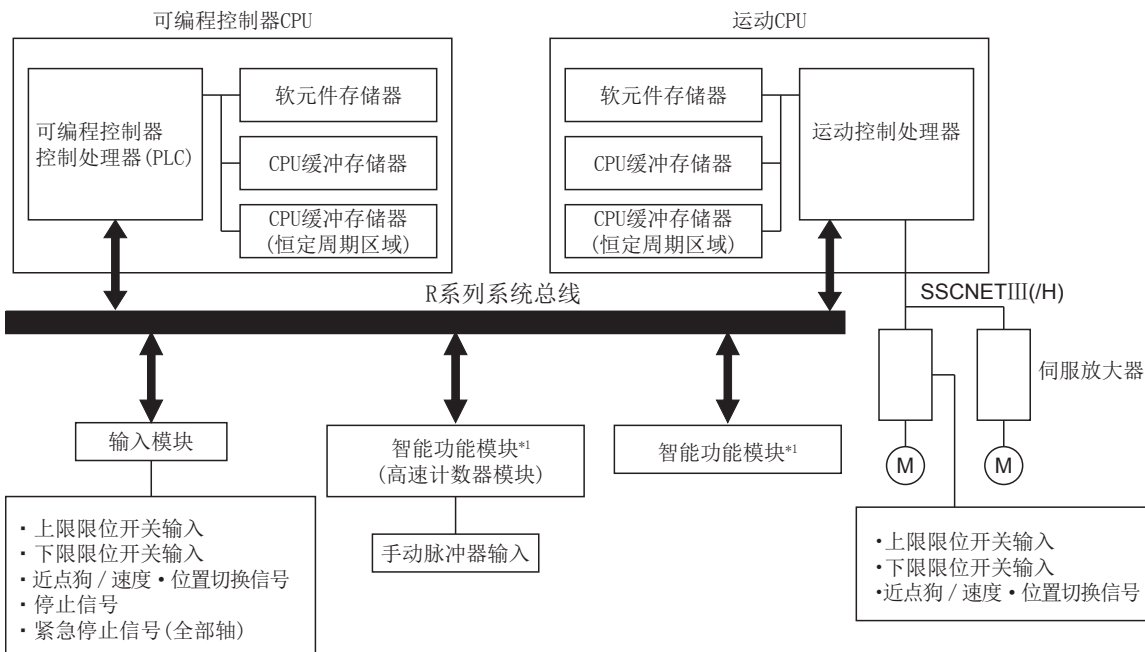 可编程控制器CPU
运动CPU
可编程控制器
控制处理器(PLC)
软元件存储器
CPU缓冲存储器
CPU缓冲存储器
(恒定周期区域)
软元件存储器
CPU缓冲存储器
CPU缓冲存储器
(恒定周期区域)
运动控制处理器
R系列系统总线
SSCNETⅢ(/H)
伺服放大器
M
M
输入模块
智能功能模块*1
(高速计数器模块)
智能功能模块*1
手动脉冲器输入
・上限限位开关输入
・下限限位开关输入
・近点狗/速度・位置切换信号
・停止信号
・紧急停止信号(全部轴)
・上限限位开关输入
・下限限位开关输入
・近点狗/速度・位置切换信号